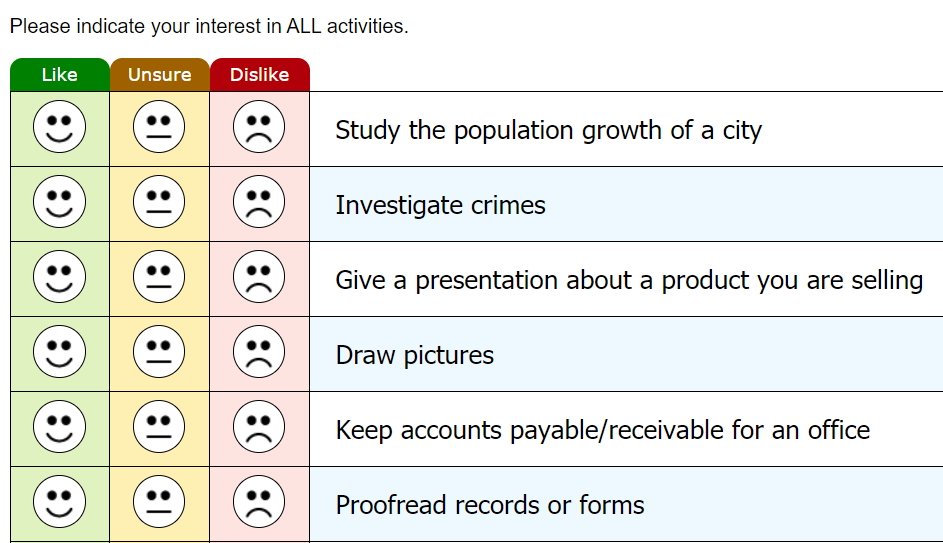 Please indicate your interest in ALL activities.
Like Unsure Dislike
Study the population growth of a city
Investigate crimes
Give a presentation about a product you are selling
Draw pictures
Keep accounts payable/receivable for an office
Proofread records or forms